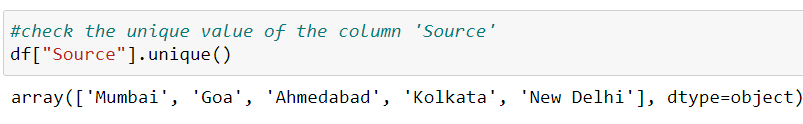 #check the unique value of the column 'Source'
df["Source"].unique()
array(['Mumbai', 'Goa', 'Ahmedabad', 'Kolkata', 'New Delhi'], dtype=object)